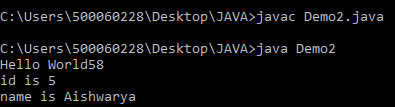 C:\Users\500060228\Desktop\JAVA>javac Demo2.java
C:\Users\500060228\Desktop\JAVA>java Demo2
Hello World58
id is 5
name is Aishwarya